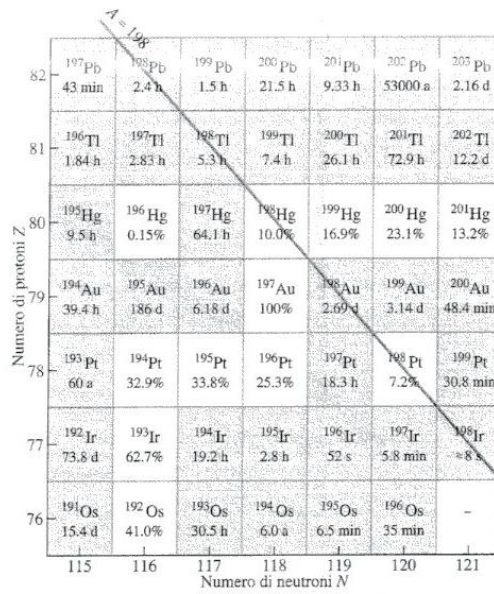 A = 198
Numero di protoni Z
82
¹⁹⁷Pb ¹⁹⁸Pb ¹⁹⁹Pb ²⁰⁰Pb ²⁰¹Pb ²⁰²Pb ²⁰³Pb
43 min 2.4 h 1.5 h 21.5 h 9.33 h 53000 a 2.16 d
81
¹⁹⁶Tl ¹⁹⁷Tl ¹⁹⁸Tl ¹⁹⁹Tl ²⁰⁰Tl ²⁰¹Tl ²⁰²Tl
1.84 h 2.83 h 5.3 h 7.4 h 26.1 h 72.9 h 12.2 d
80
¹⁹⁵Hg ¹⁹⁶Hg ¹⁹⁷Hg ¹⁹⁸Hg ¹⁹⁹Hg ²⁰⁰Hg ²⁰¹Hg
9.5 h 0.15% 64.1 h 10.0% 16.9% 23.1% 13.2%
79
¹⁹⁴Au ¹⁹⁵Au ¹⁹⁶Au ¹⁹⁷Au ¹⁹⁸Au ¹⁹⁹Au ²⁰⁰Au
39.4 h 186 d 6.18 d 100% 2.69 d 3.14 d 48.4 min
78
¹⁹³Pt ¹⁹⁴Pt ¹⁹⁵Pt ¹⁹⁶Pt ¹⁹⁷Pt ¹⁹⁸Pt ¹⁹⁹Pt
60 a 32.9% 33.8% 25.3% 18.3 h 7.2% 30.8 min
77
¹⁹²Ir ¹⁹³Ir ¹⁹⁴Ir ¹⁹⁵Ir ¹⁹⁶Ir ¹⁹⁷Ir ¹⁹⁸Ir
73.8 d 62.7% 19.2 h 2.8 h 52 s 5.8 min ≈8 s
76
¹⁹¹Os ¹⁹²Os ¹⁹³Os ¹⁹⁴Os ¹⁹⁵Os ¹⁹⁶Os –
15.4 d 41.0% 30.5 h 6.0 a 6.5 min 35 min
115 116 117 118 119 120 121
Numero di neutroni N